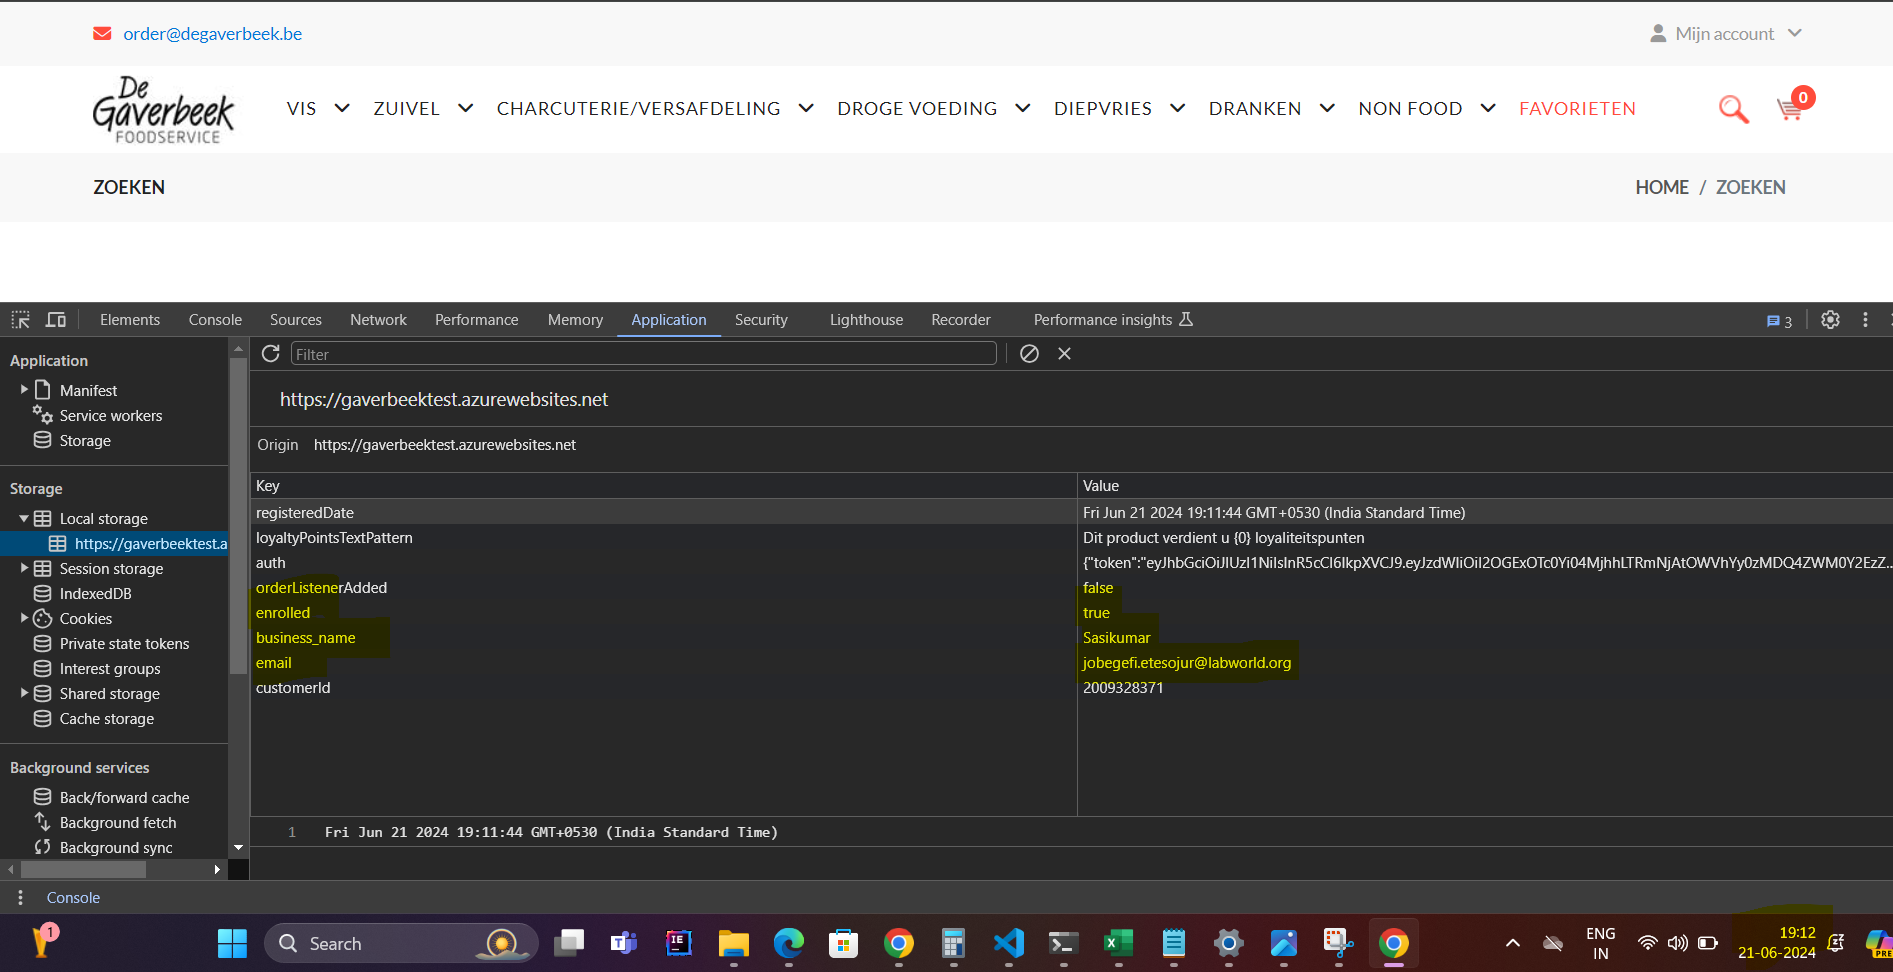 order@degaverbeek.be
Mijn account
De
Gaverbeek
FOODSERVICE
VIS ZUIVEL CHARCUTERIE/VERSAFDELING DROGE VOEDING DIEPVRIES DRANKEN NON FOOD FAVORIETEN
0
ZOEKEN
HOME / ZOEKEN
Elements Console Sources Network Performance Memory Application Security Lighthouse Recorder Performance insights
3
Application
Manifest
Service workers
Storage
Storage
Local storage
https://gaverbeektest.a
Session storage
IndexedDB
Cookies
Private state tokens
Interest groups
Shared storage
Cache storage
Background services
Back/forward cache
Background fetch
Background sync
Filter
https://gaverbeektest.azurewebsites.net
Origin https://gaverbeektest.azurewebsites.net
Key Value
registeredDate Fri Jun 21 2024 19:11:44 GMT+0530 (India Standard Time)
loyaltyPointsTextPattern Dit product verdient u {0} loyaliteitspunten
auth {"token":"eyJhbGciOiJIUzI1NiIsInR5cCI6IkpXVCJ9.eyJzdWIiOiI2OGExOTc0Yi04MjhhLTRmNjAtOWVhYy0zMDQ4ZWM0Y2EzZ...
orderListenerAdded false
enrolled true
business_name Sasikumar
email jobegefi.etesojur@labworld.org
customerId 2009328371
1 Fri Jun 21 2024 19:11:44 GMT+0530 (India Standard Time)
Console
1
Search
ENG
IN
19:12
21-06-2024
PRE